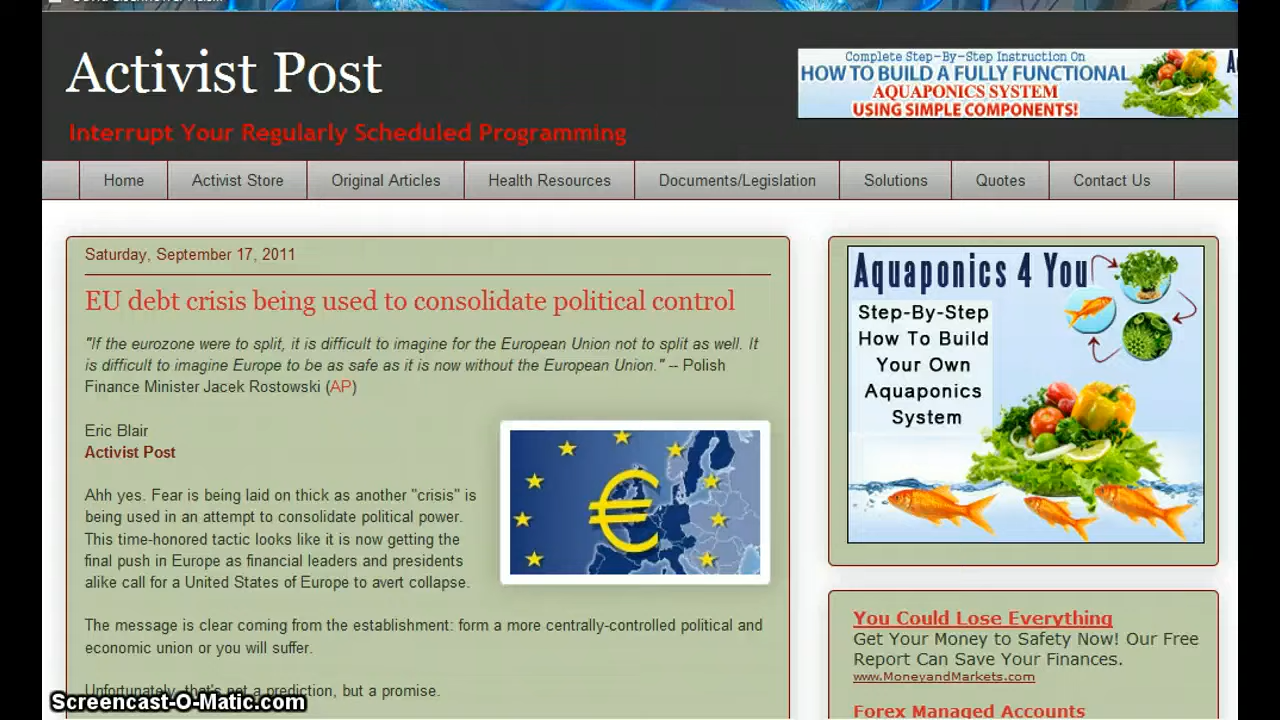 Activist Post
Interrupt Your Regularly Scheduled Programming
Complete Step-By-Step Instruction On
HOW TO BUILD A FULLY FUNCTIONAL
AQUAPONICS SYSTEM
USING SIMPLE COMPONENTS!
Home
Activist Store
Original Articles
Health Resources
Documents/Legislation
Solutions
Quotes
Contact Us
Saturday, September 17, 2011
EU debt crisis being used to consolidate political control
"If the eurozone were to split, it is difficult to imagine for the European Union not to split as well. It
is difficult to imagine Europe to be as safe as it is now without the European Union." -- Polish
Finance Minister Jacek Rostowski (AP)
Eric Blair
Activist Post
Ahh yes. Fear is being laid on thick as another "crisis" is
being used in an attempt to consolidate political power.
This time-honored tactic looks like it is now getting the
final push in Europe as financial leaders and presidents
alike call for a United States of Europe to avert collapse.
€
The message is clear coming from the establishment: form a more centrally-controlled political and
economic union or you will suffer.
Unfortunately, that's not a prediction, but a promise.
Aquaponics 4 You
Step-By-Step
How To Build
Your Own
Aquaponics
System
You Could Lose Everything
Get Your Money to Safety Now! Our Free
Report Can Save Your Finances.
www.MoneyandMarkets.com
Forex Managed Accounts
Screencast-O-Matic.com